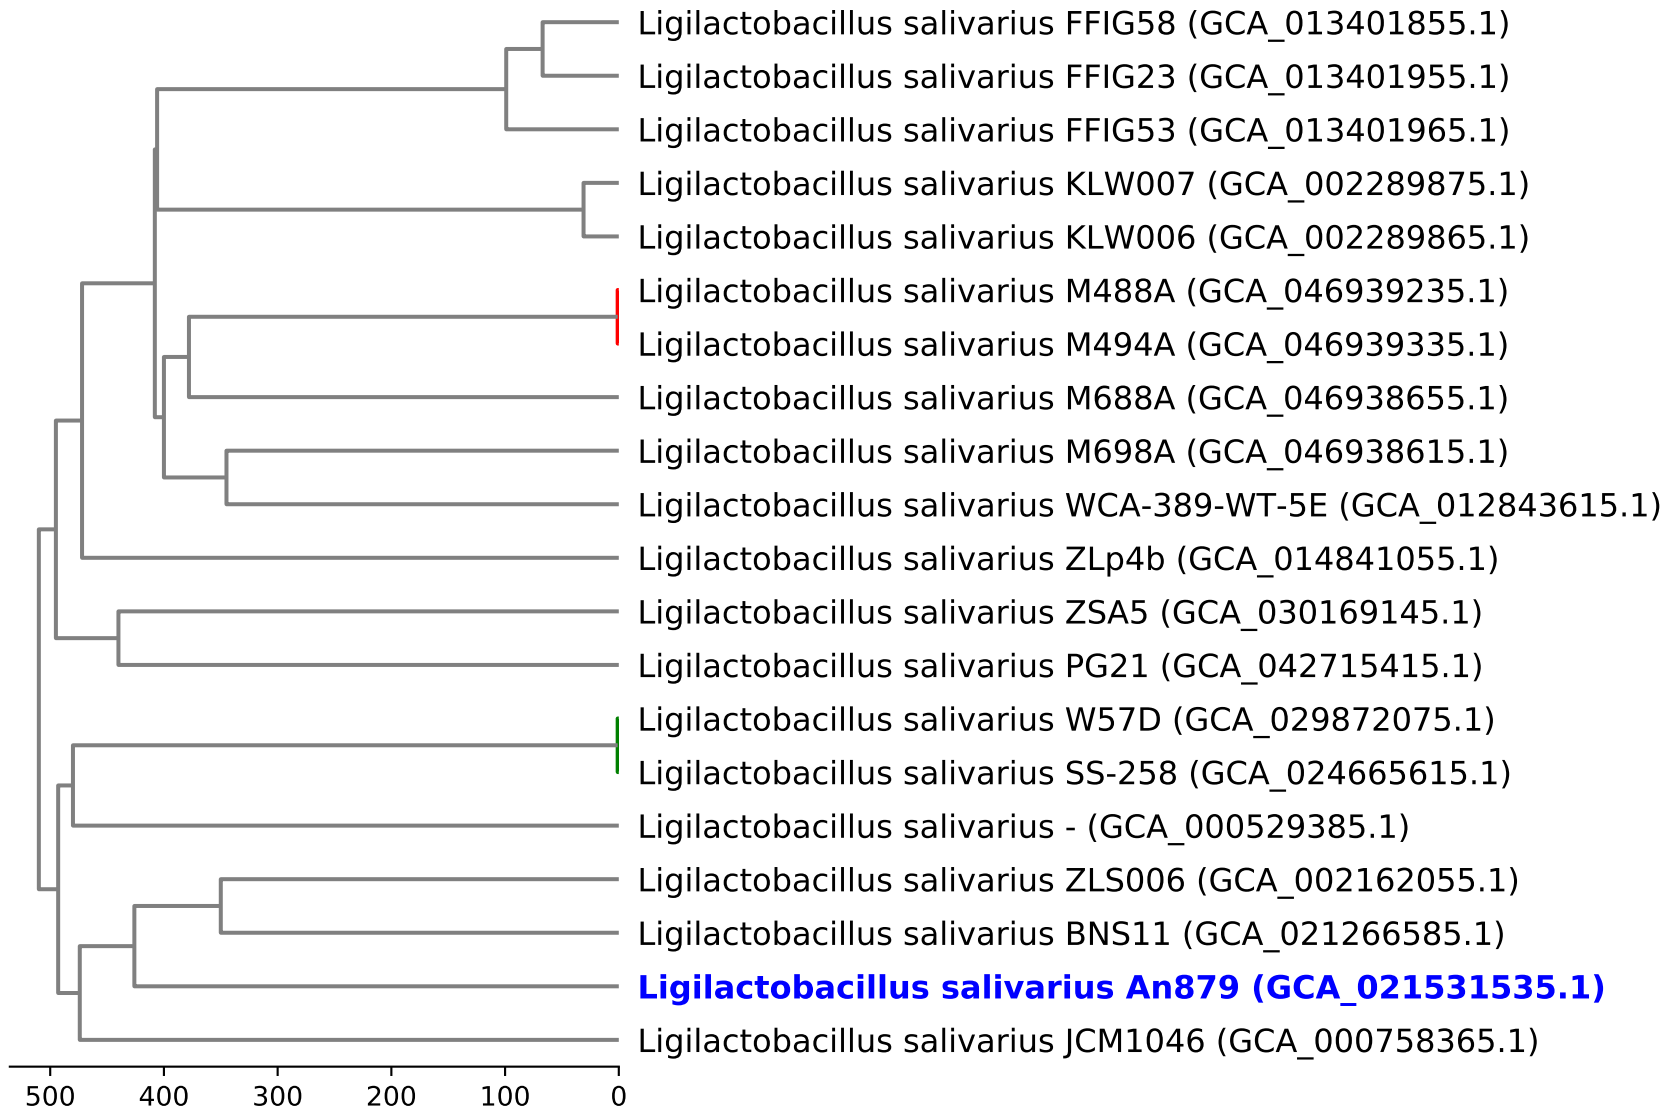 Ligilactobacillus salivarius FFIG58 (GCA_013401855.1)
Ligilactobacillus salivarius FFIG23 (GCA_013401955.1)
Ligilactobacillus salivarius FFIG53 (GCA_013401965.1)
Ligilactobacillus salivarius KLW007 (GCA_002289875.1)
Ligilactobacillus salivarius KLW006 (GCA_002289865.1)
Ligilactobacillus salivarius M488A (GCA_046939235.1)
Ligilactobacillus salivarius M494A (GCA_046939335.1)
Ligilactobacillus salivarius M688A (GCA_046938655.1)
Ligilactobacillus salivarius M698A (GCA_046938615.1)
Ligilactobacillus salivarius WCA-389-WT-5E (GCA_012843615.1)
Ligilactobacillus salivarius ZLp4b (GCA_014841055.1)
Ligilactobacillus salivarius ZSA5 (GCA_030169145.1)
Ligilactobacillus salivarius PG21 (GCA_042715415.1)
Ligilactobacillus salivarius W57D (GCA_029872075.1)
Ligilactobacillus salivarius SS-258 (GCA_024665615.1)
Ligilactobacillus salivarius - (GCA_000529385.1)
Ligilactobacillus salivarius ZLS006 (GCA_002162055.1)
Ligilactobacillus salivarius BNS11 (GCA_021266585.1)
Ligilactobacillus salivarius An879 (GCA_021531535.1)
Ligilactobacillus salivarius JCM1046 (GCA_000758365.1)
500 400 300 200 100 0